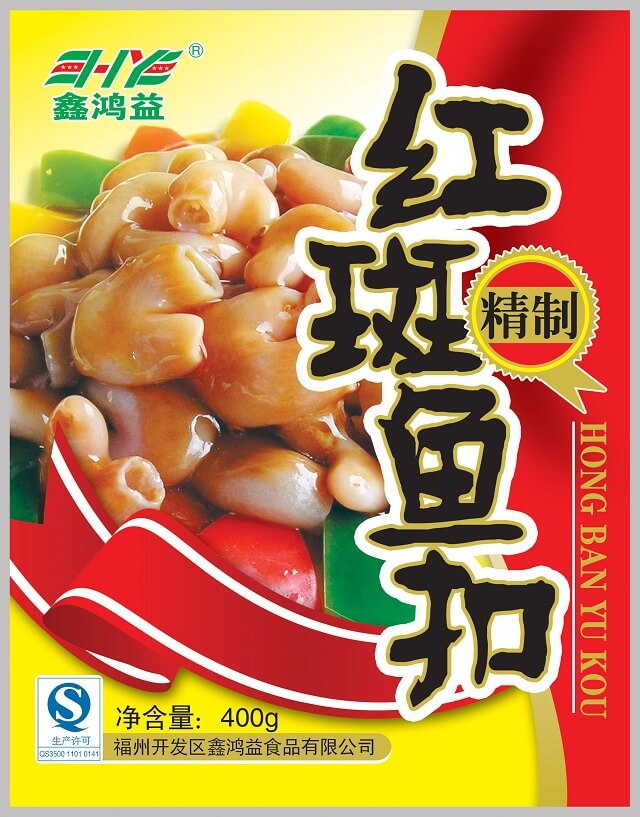 XHY®
鑫鸿益
红斑鱼扣
精制
HONG BAN YU KOU
生产许可
QS3500 1101 0141
净含量：400g
福州开发区鑫鸿益食品有限公司